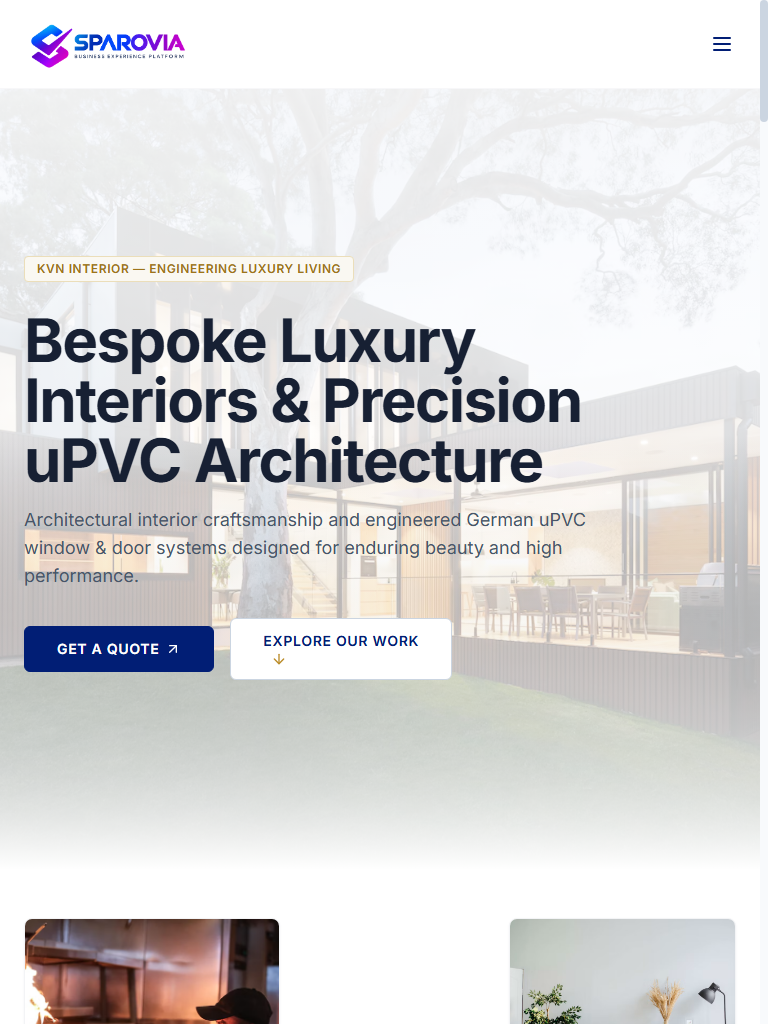 SPAROVIA
BUSINESS EXPERIENCE PLATFORM
KVN INTERIOR — ENGINEERING LUXURY LIVING
Bespoke Luxury
Interiors & Precision
uPVC Architecture
Architectural interior craftsmanship and engineered German uPVC
window & door systems designed for enduring beauty and high
performance.
GET A QUOTE
EXPLORE OUR WORK